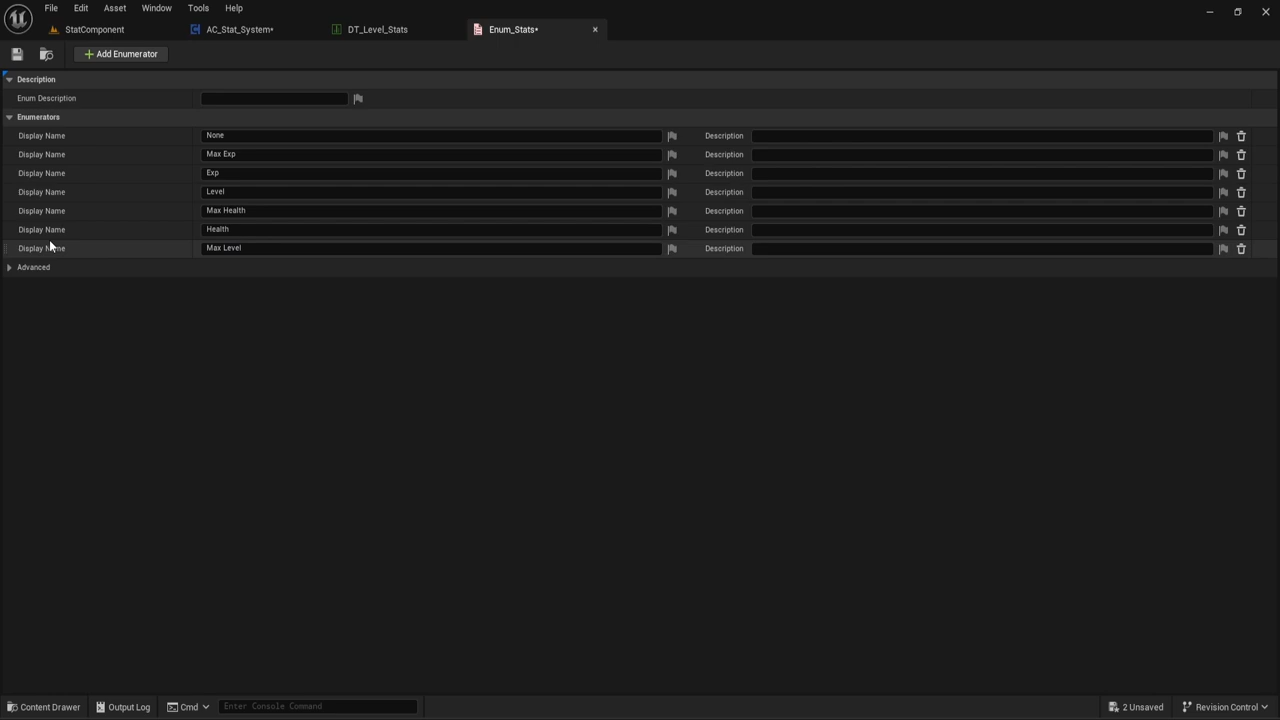 File Edit Asset Window Tools Help
StatComponent AC_Stat_System* DT_Level_Stats Enum_Stats*
Add Enumerator
Description
Enum Description
Enumerators
Display Name None Description
Display Name Max Exp Description
Display Name Exp Description
Display Name Level Description
Display Name Max Health Description
Display Name Health Description
Display Name Max Level Description
Advanced
Content Drawer Output Log Cmd Enter Console Command 2 Unsaved Revision Control